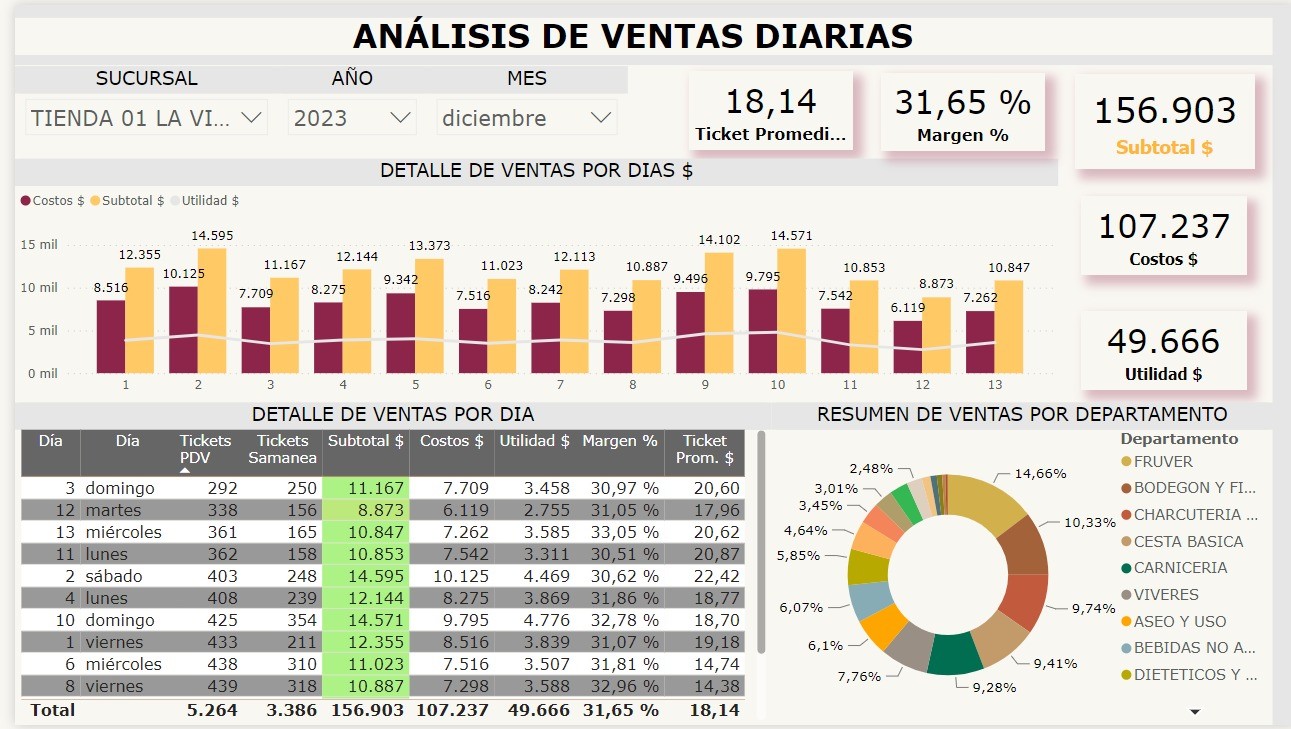 ANÁLISIS DE VENTAS DIARIAS
SUCURSAL AÑO MES
TIENDA 01 LA VI... 2023 diciembre
18,14
Ticket Promedi...
31,65 %
Margen %
156.903
Subtotal $
107.237
Costos $
49.666
Utilidad $
DETALLE DE VENTAS POR DIAS $
Costos $ Subtotal $ Utilidad $
15 mil
10 mil
5 mil
0 mil
8.516 12.355
10.125 14.595
7.709 11.167
8.275 12.144
9.342 13.373
7.516 11.023
8.242 12.113
7.298 10.887
9.496 14.102
9.795 14.571
7.542 10.853
6.119 8.873
7.262 10.847
1 2 3 4 5 6 7 8 9 10 11 12 13
DETALLE DE VENTAS POR DIA
Día Día Tickets PDV Tickets Samanea Subtotal $ Costos $ Utilidad $ Margen % Ticket Prom. $
3 domingo 292 250 11.167 7.709 3.458 30,97 % 20,60
12 martes 338 156 8.873 6.119 2.755 31,05 % 17,96
13 miércoles 361 165 10.847 7.262 3.585 33,05 % 20,62
11 lunes 362 158 10.853 7.542 3.311 30,51 % 20,87
2 sábado 403 248 14.595 10.125 4.469 30,62 % 22,42
4 lunes 408 239 12.144 8.275 3.869 31,86 % 18,77
10 domingo 425 354 14.571 9.795 4.776 32,78 % 18,70
1 viernes 433 211 12.355 8.516 3.839 31,07 % 19,18
6 miércoles 438 310 11.023 7.516 3.507 31,81 % 14,74
8 viernes 439 318 10.887 7.298 3.588 32,96 % 14,38
Total 5.264 3.386 156.903 107.237 49.666 31,65 % 18,14
RESUMEN DE VENTAS POR DEPARTAMENTO
14,66%
10,33%
9,74%
9,41%
9,28%
7,76%
6,1%
6,07%
5,85%
4,64%
3,45%
3,01%
2,48%
Departamento
FRUVER
BODEGON Y FI...
CHARCUTERIA ...
CESTA BASICA
CARNICERIA
VIVERES
ASEO Y USO
BEBIDAS NO A...
DIETETICOS Y ...